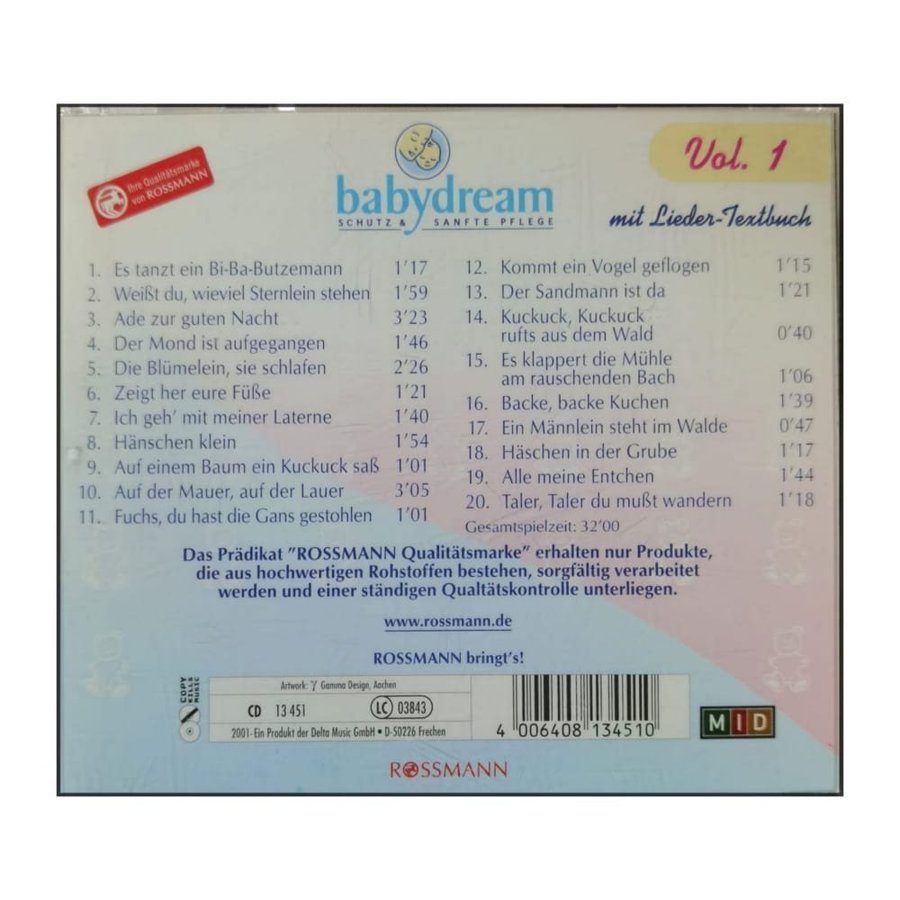 Ihre Qualitätsmarke
von ROSSMANN
babydream
SCHUTZ & SANFTE PFLEGE
Vol. 1
mit Lieder-Textbuch
1. Es tanzt ein Bi-Ba-Butzemann 1'17
2. Weißt du, wieviel Sternlein stehen 1'59
3. Ade zur guten Nacht 3'23
4. Der Mond ist aufgegangen 1'46
5. Die Blümelein, sie schlafen 2'26
6. Zeigt her eure Füße 1'21
7. Ich geh' mit meiner Laterne 1'40
8. Hänschen klein 1'54
9. Auf einem Baum ein Kuckuck saß 1'01
10. Auf der Mauer, auf der Lauer 3'05
11. Fuchs, du hast die Gans gestohlen 1'01
12. Kommt ein Vogel geflogen 1'15
13. Der Sandmann ist da 1'21
14. Kuckuck, Kuckuck
rufts aus dem Wald 0'40
15. Es klappert die Mühle
am rauschenden Bach 1'06
16. Backe, backe Kuchen 1'39
17. Ein Männlein steht im Walde 0'47
18. Häschen in der Grube 1'17
19. Alle meine Entchen 1'44
20. Taler, Taler du mußt wandern 1'18
Gesamtspielzeit: 32'00
Das Prädikat "ROSSMANN Qualitätsmarke" erhalten nur Produkte,
die aus hochwertigen Rohstoffen bestehen, sorgfältig verarbeitet
werden und einer ständigen Qualtätskontrolle unterliegen.
www.rossmann.de
ROSSMANN bringt's!
COPY
KILLS
MUSIC
Artwork: γ Gamma Design, Aachen
CD 13 451 LC 03843
2001-Ein Produkt der Delta Music GmbH • D-50226 Frechen
4 006408 134510
MID
ROSSMANN